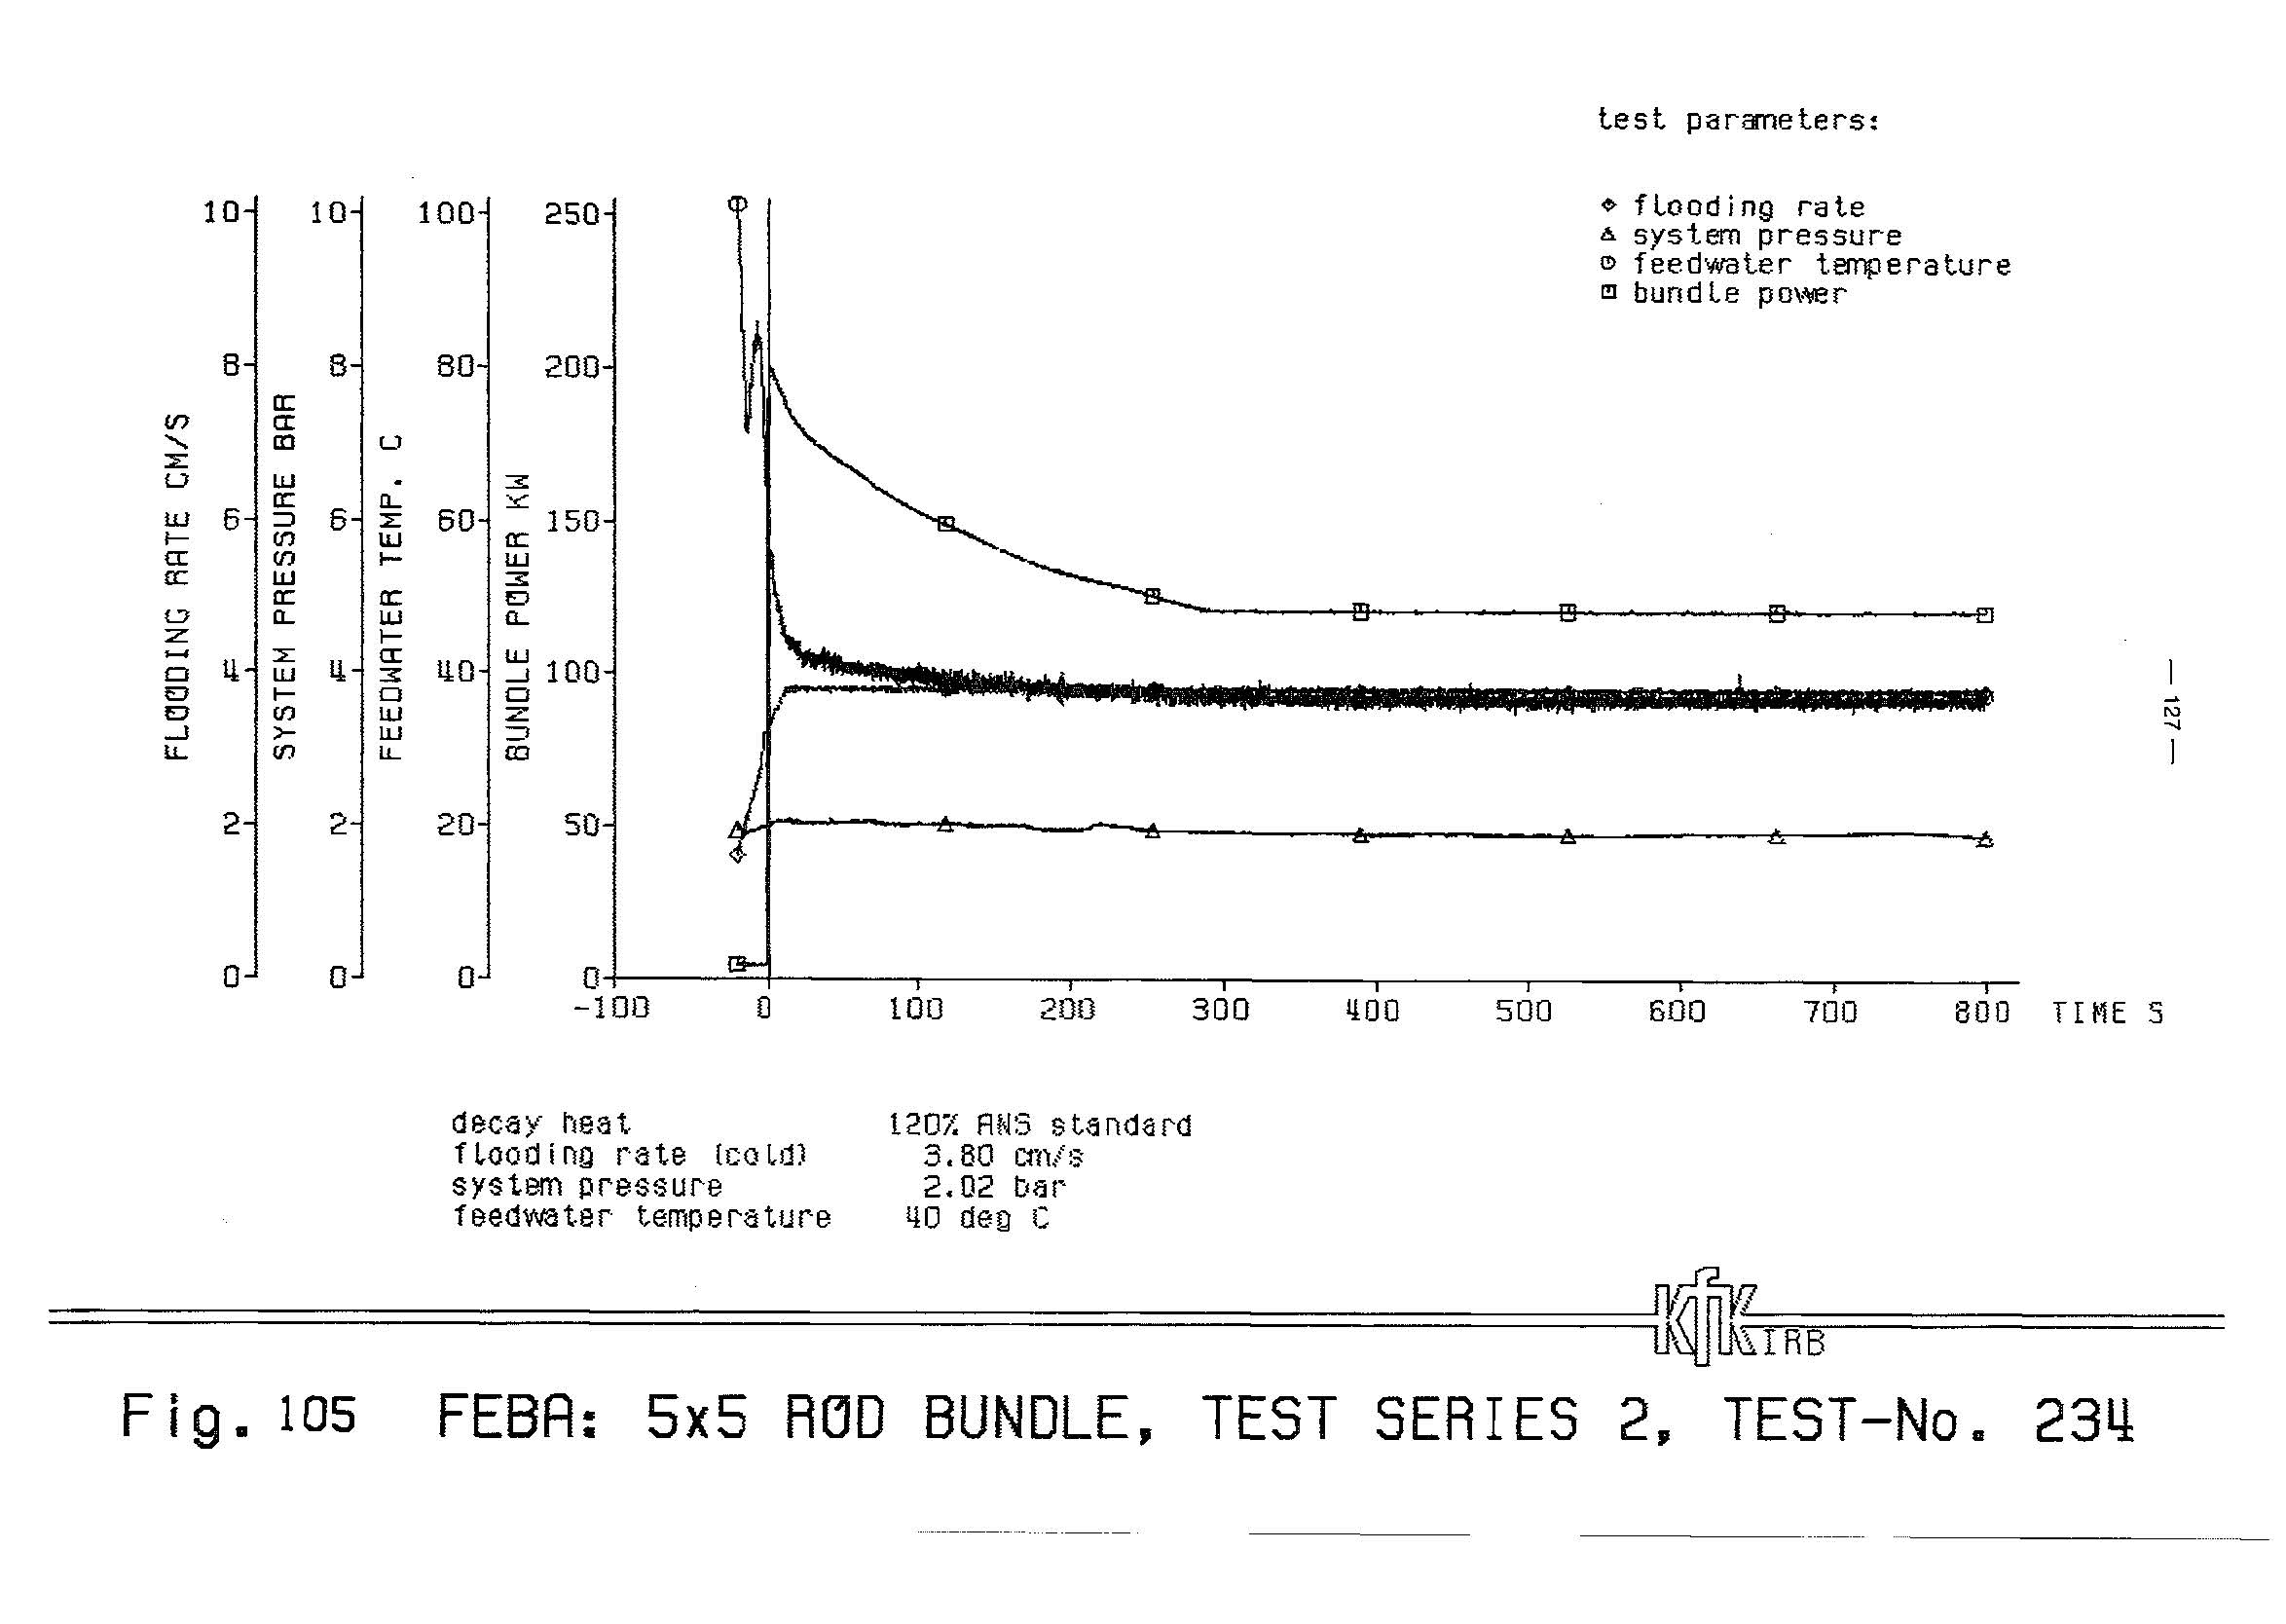 test parameters:
flooding rate
system pressure
feedwater temperature
bundle power
FLOODING RATE CM/S
10
8
6
4
2
0
SYSTEM PRESSURE BAR
10
8
6
4
2
0
FEEDWATER TEMP. C
100
80
60
40
20
0
BUNDLE POWER KW
250
200
150
100
50
0
-100 0 100 200 300 400 500 600 700 800 TIME S
— 127 —
decay heat 120% ANS standard
flooding rate (cold) 3.80 cm/s
system pressure 2.02 bar
feedwater temperature 40 deg C
KfK IRB
Fig. 105 FEBA: 5x5 ROD BUNDLE, TEST SERIES 2, TEST-No. 234